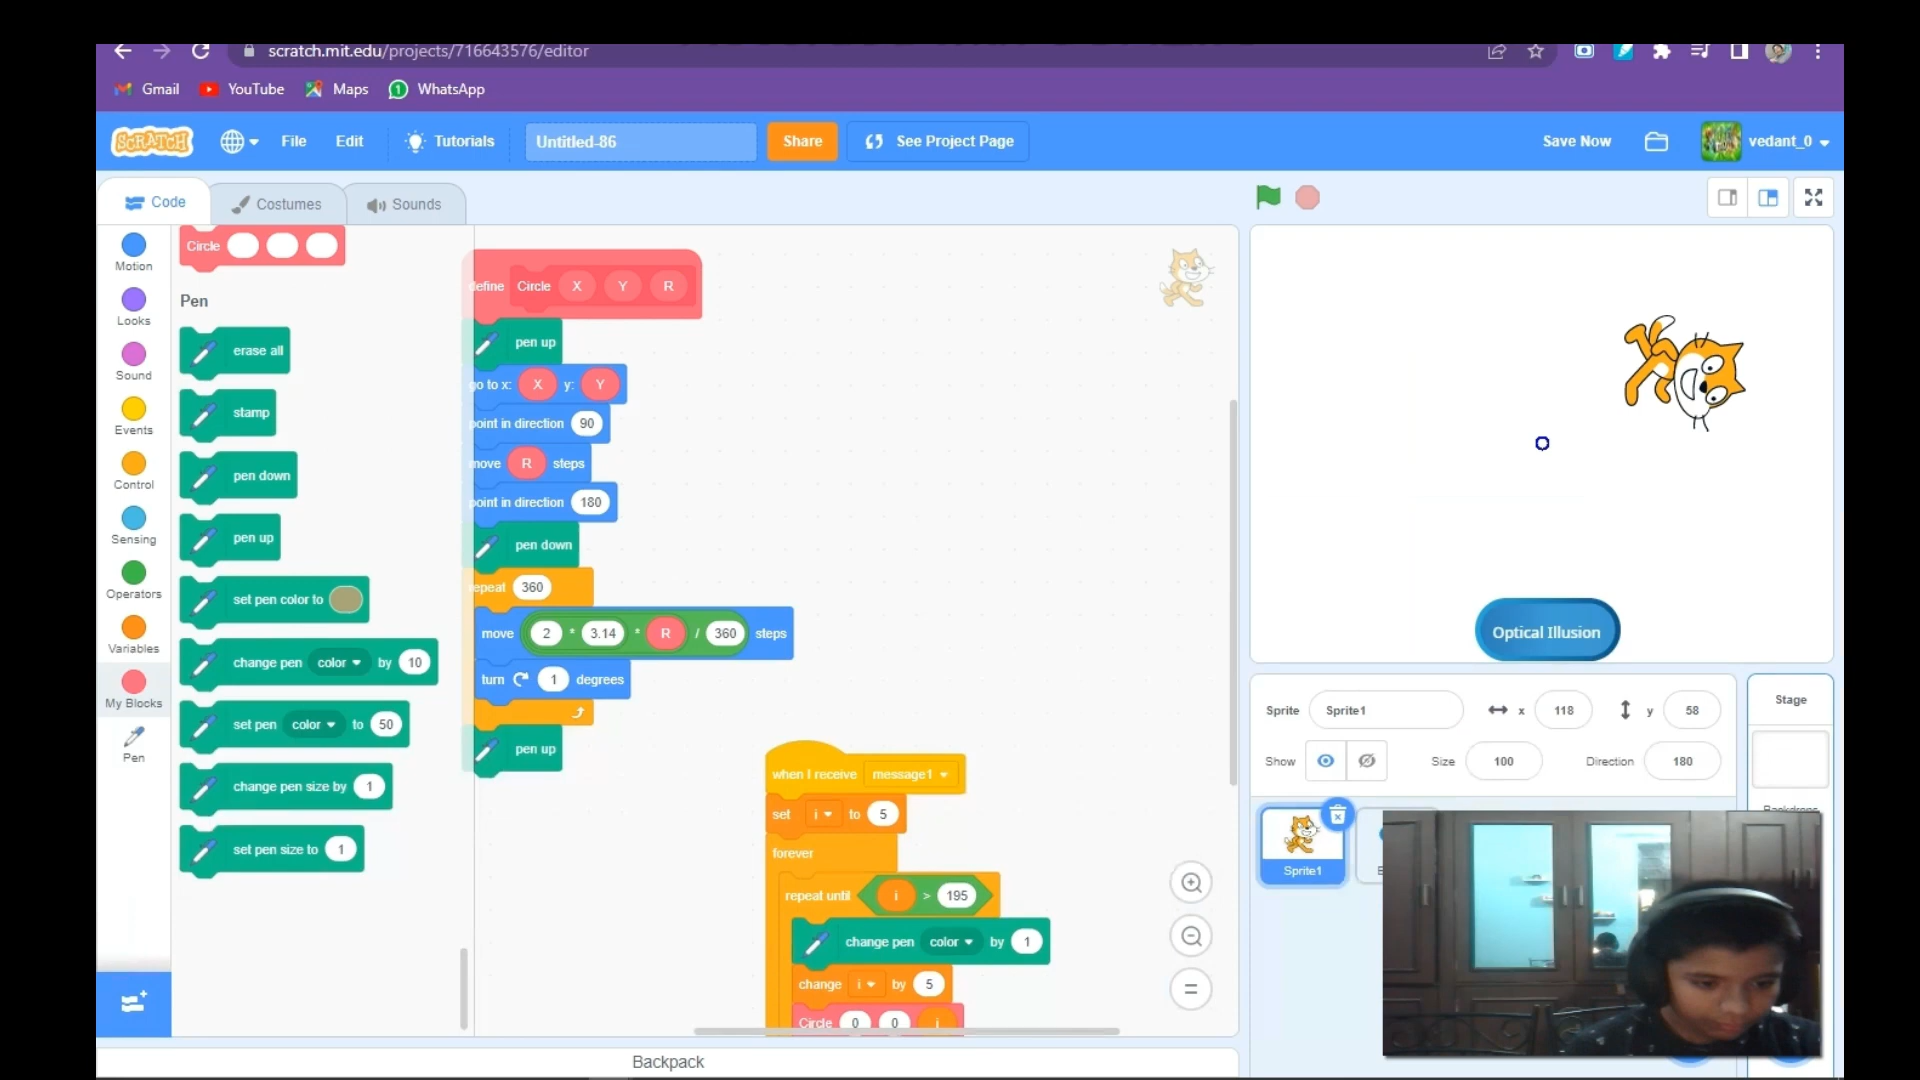 scratch.mit.edu/projects/716643576/editor
Gmail YouTube Maps 1 WhatsApp
SCRATCH File Edit Tutorials Untitled-86 Share See Project Page Save Now vedant_0
Code Costumes Sounds
Motion
Looks
Sound
Events
Control
Sensing
Operators
Variables
My Blocks
Pen
Circle
Pen
erase all
stamp
pen down
pen up
set pen color to
change pen color by 10
set pen color to 50
change pen size by 1
set pen size to 1
define Circle X Y R
pen up
go to x: X y: Y
point in direction 90
move R steps
point in direction 180
pen down
repeat 360
move 2 * 3.14 * R / 360 steps
turn 1 degrees
pen up
when I receive message1
set i to 5
forever
repeat until i > 195
change pen color by 1
change i by 5
Circle 0 0 i
Backpack
Optical Illusion
Sprite Sprite1 x 118 y 58
Show Size 100 Direction 180
Sprite1
Stage